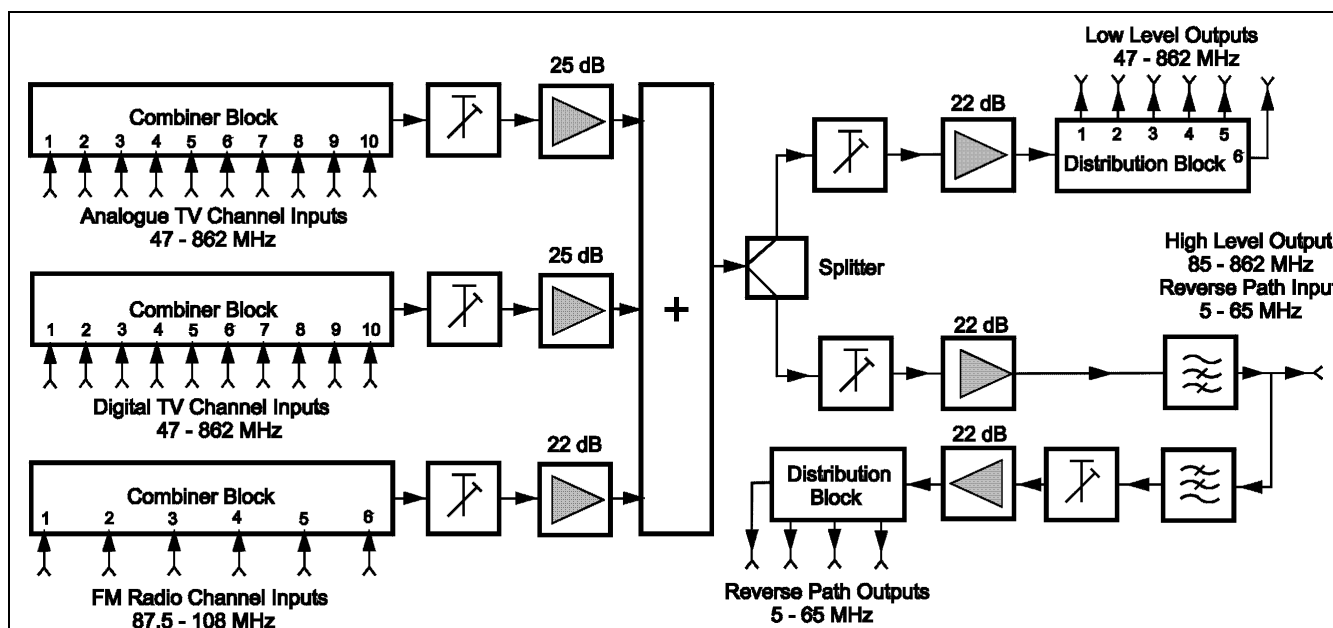 25 dB
Combiner Block
1 2 3 4 5 6 7 8 9 10
Analogue TV Channel Inputs
47 - 862 MHz
25 dB
Combiner Block
1 2 3 4 5 6 7 8 9 10
Digital TV Channel Inputs
47 - 862 MHz
22 dB
Combiner Block
1 2 3 4 5 6
FM Radio Channel Inputs
87.5 - 108 MHz
+
Splitter
22 dB
Low Level Outputs
47 - 862 MHz
1 2 3 4 5
Distribution Block 6
22 dB
High Level Output
85 - 862 MHz
Reverse Path Input
5 - 65 MHz
22 dB
Distribution
Block
Reverse Path Outputs
5 - 65 MHz